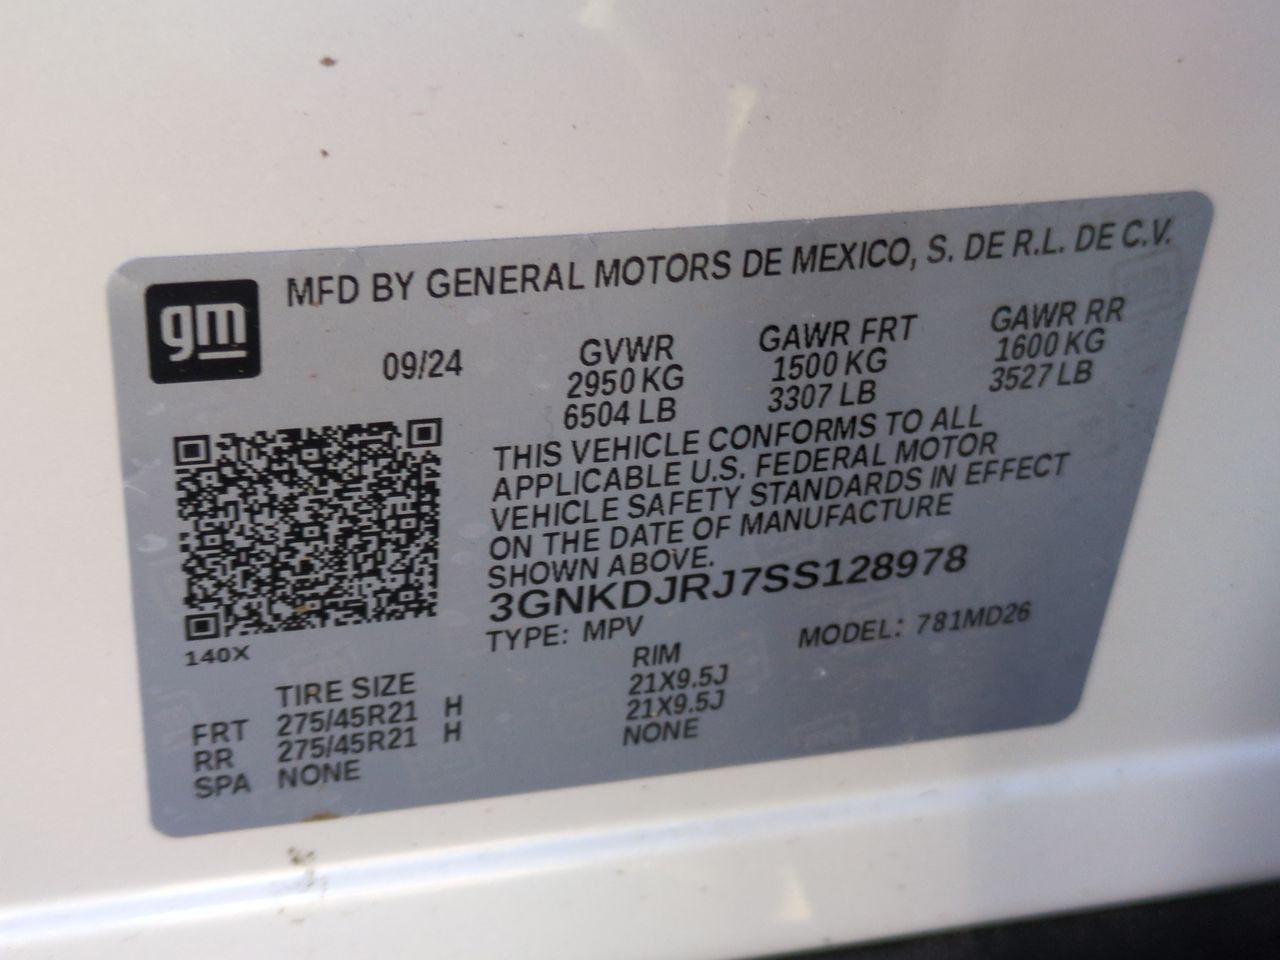 gm
MFD BY GENERAL MOTORS DE MEXICO, S. DE R.L. DE C.V.
09/24 GVWR GAWR FRT GAWR RR
2950 KG 1500 KG 1600 KG
6504 LB 3307 LB 3527 LB
THIS VEHICLE CONFORMS TO ALL
APPLICABLE U.S. FEDERAL MOTOR
VEHICLE SAFETY STANDARDS IN EFFECT
ON THE DATE OF MANUFACTURE
SHOWN ABOVE.
3GNKDJRJ7SS128978
TYPE: MPV MODEL: 781MD26
140X
TIRE SIZE RIM
FRT 275/45R21 H 21X9.5J
RR 275/45R21 H 21X9.5J
SPA NONE NONE